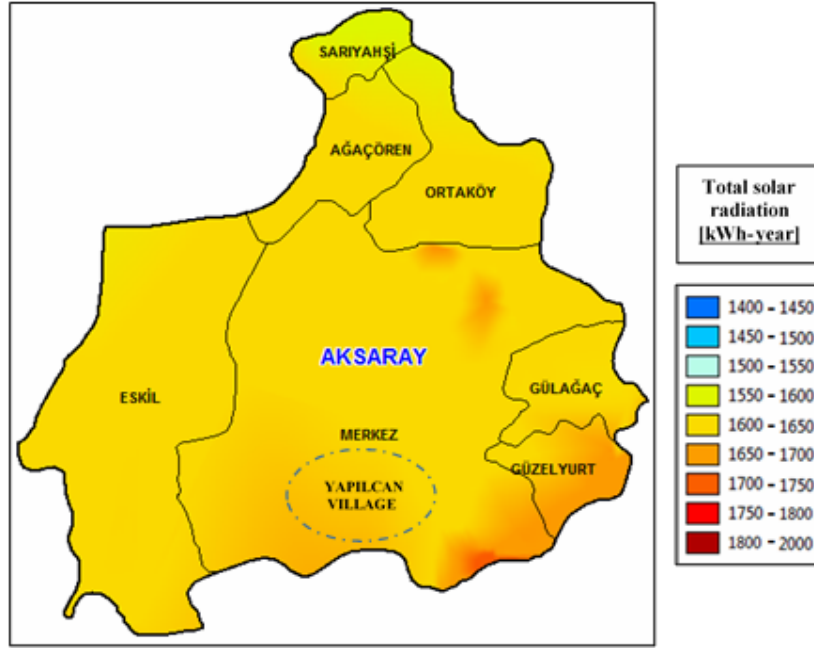 SARIYAHŞİ
AĞAÇÖREN
ORTAKÖY
AKSARAY
ESKİL
GÜLAĞAÇ
MERKEZ
GÜZELYURT
YAPILCAN
VILLAGE
Total solar
radiation
[kWh-year]
1400 - 1450
1450 - 1500
1500 - 1550
1550 - 1600
1600 - 1650
1650 - 1700
1700 - 1750
1750 - 1800
1800 - 2000